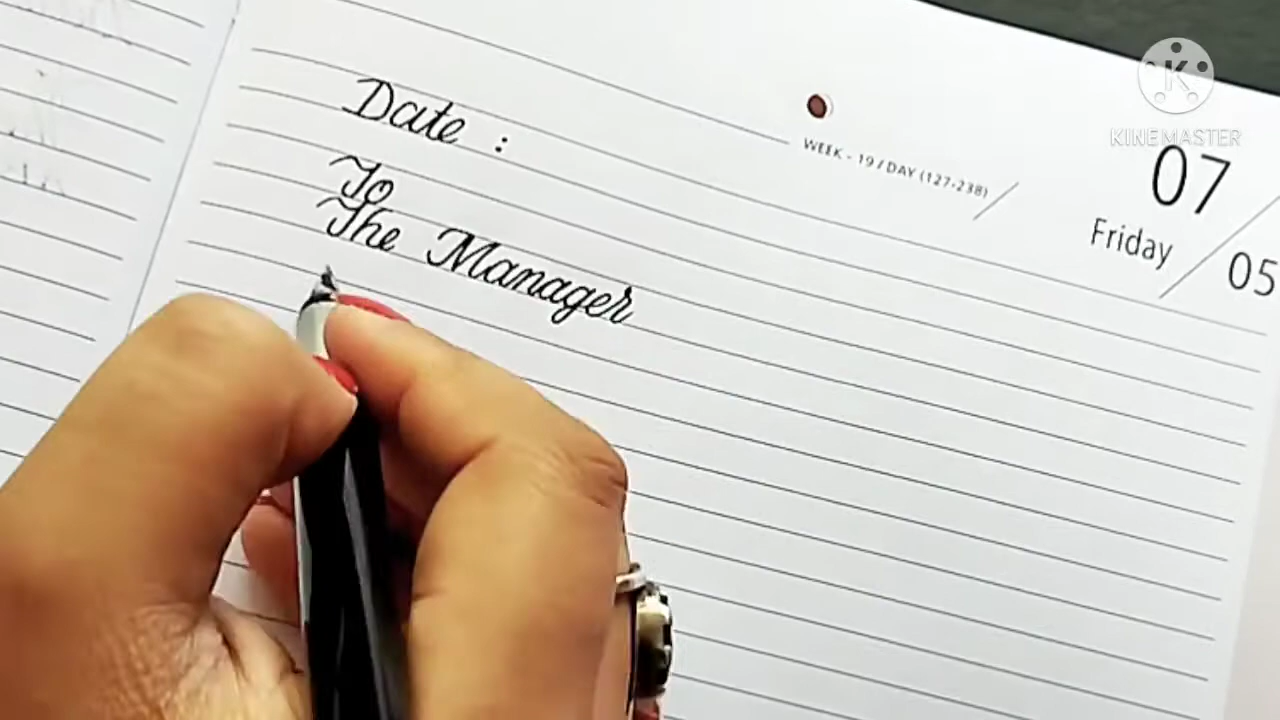 Date :
To
The Manager
WEEK - 19 / DAY (127-238)
07
Friday
05
KINEMASTER